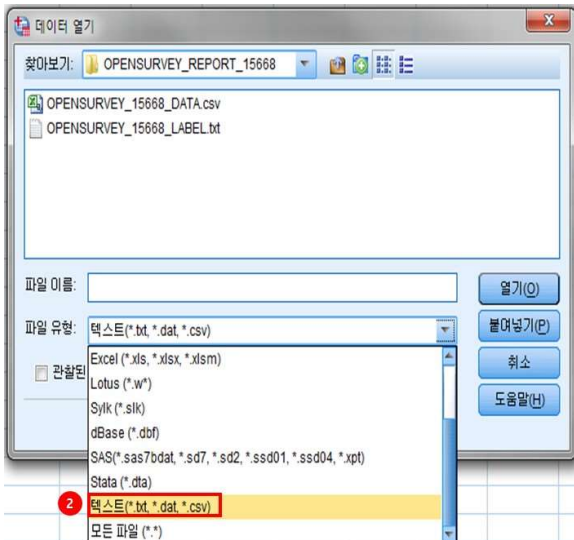 데이터 열기
찾아보기: OPENSURVEY_REPORT_15668
OPENSURVEY_15668_DATA.csv
OPENSURVEY_15668_LABEL.txt
파일 이름:
열기(O)
파일 유형: 텍스트(*.txt, *.dat, *.csv)
붙여넣기(P)
관찰된
취소
도움말(H)
Excel (*.xls, *.xlsx, *.xlsm)
Lotus (*.w*)
Sylk (*.slk)
dBase (*.dbf)
SAS(*.sas7bdat, *.sd7, *.sd2, *.ssd01, *.ssd04, *.xpt)
Stata (*.dta)
2 텍스트(*.txt, *.dat, *.csv)
모든 파일 (*.*)